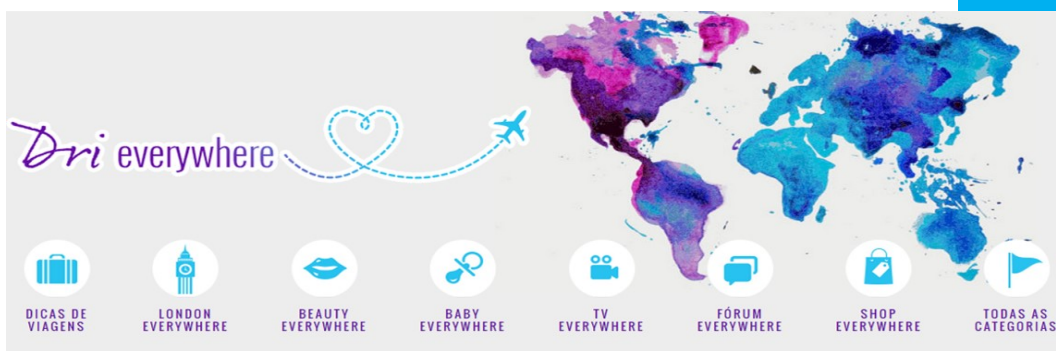 Dri everywhere
DICAS DE
VIAGENS
LONDON
EVERYWHERE
BEAUTY
EVERYWHERE
BABY
EVERYWHERE
TV
EVERYWHERE
FÓRUM
EVERYWHERE
SHOP
EVERYWHERE
TODAS AS
CATEGORIAS